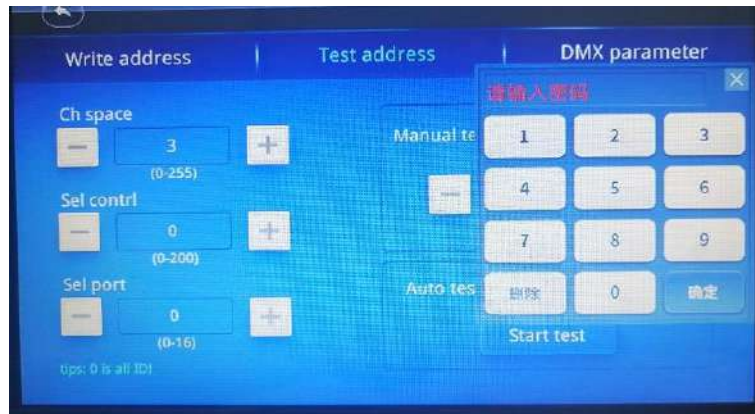 Write address
Test address
DMX parameter
Ch space
3
(0-255)
Sel contrl
0
(0-200)
Sel port
0
(0-16)
tips: 0 is all ID!
Manual te
Auto tes
Start test
请输入密码
1 2 3
4 5 6
7 8 9
删除 0 确定